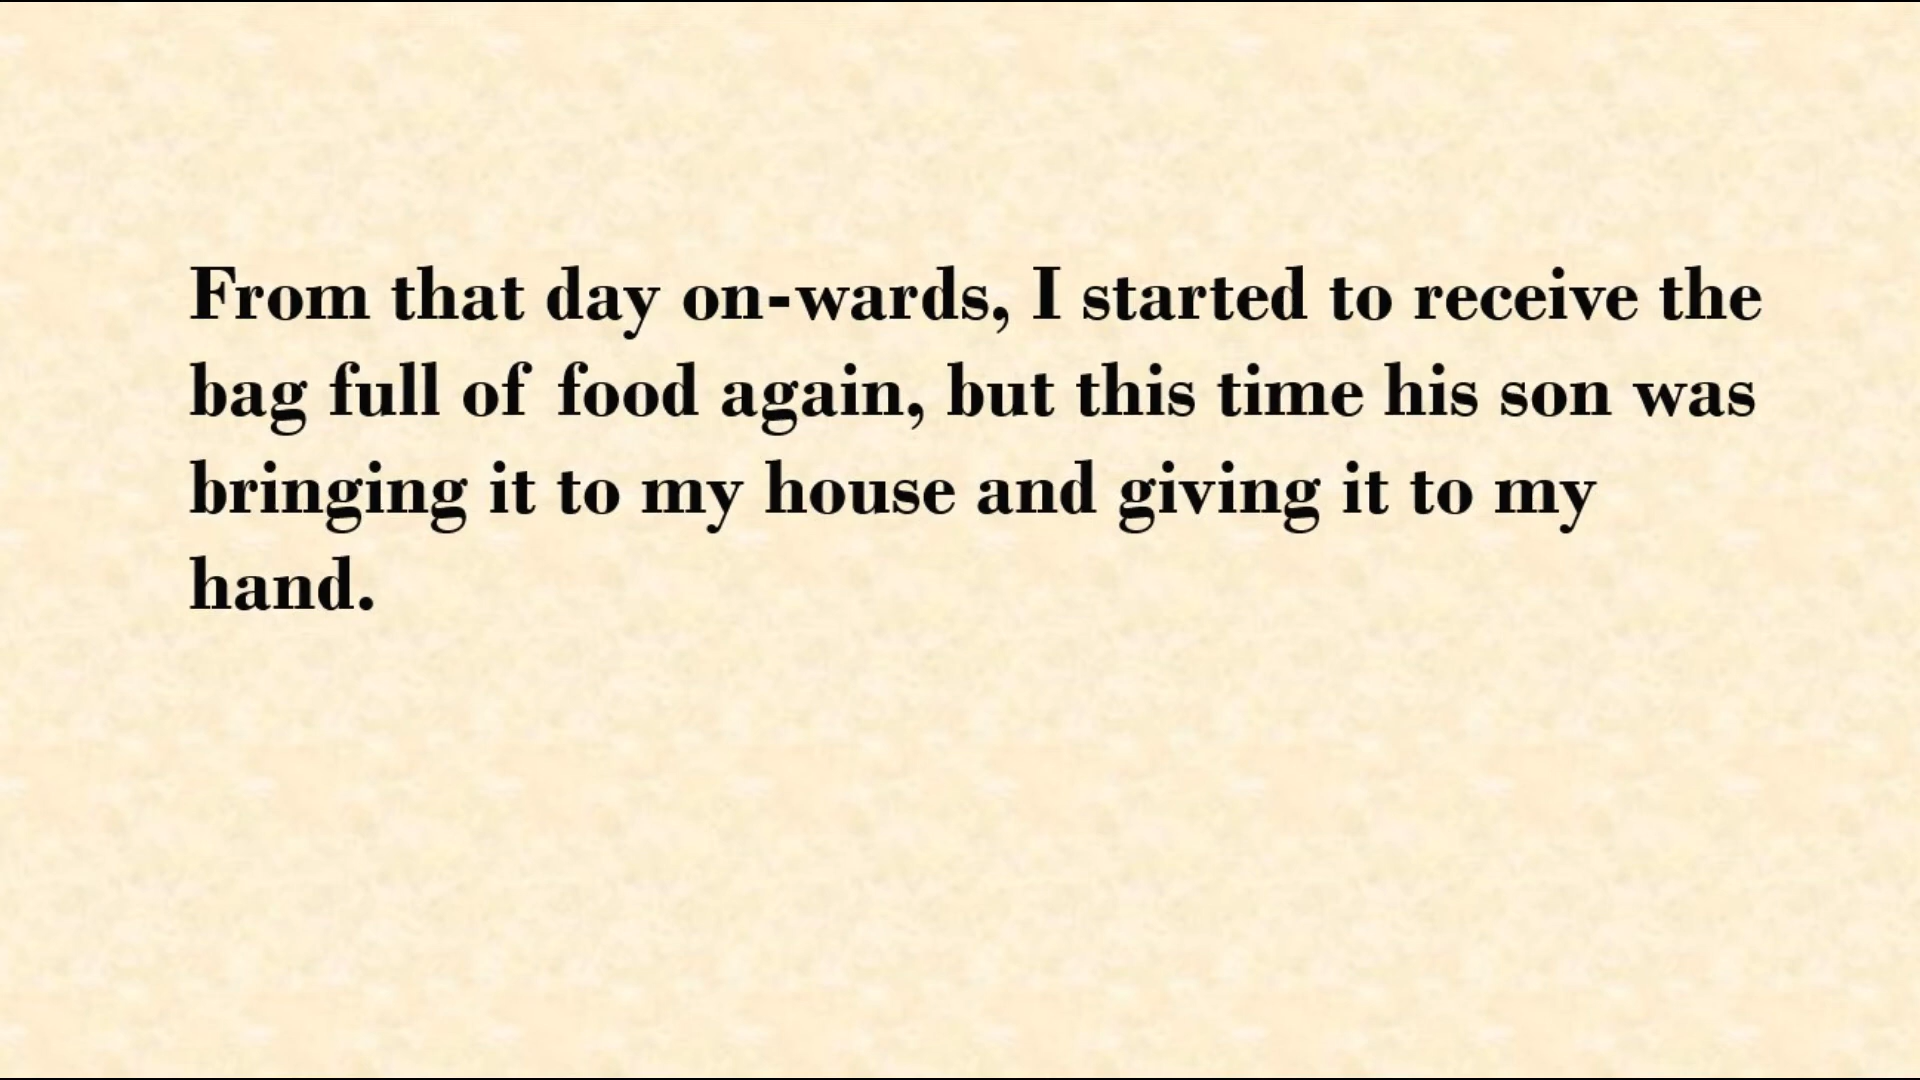 From that day on-wards, I started to receive the
bag full of food again, but this time his son was
bringing it to my house and giving it to my
hand.